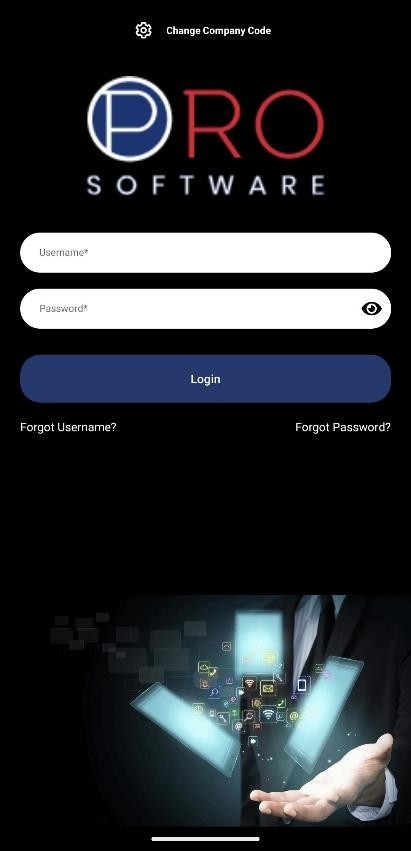 Change Company Code
PRO
SOFTWARE
Username*
Password*
Login
Forgot Username?
Forgot Password?